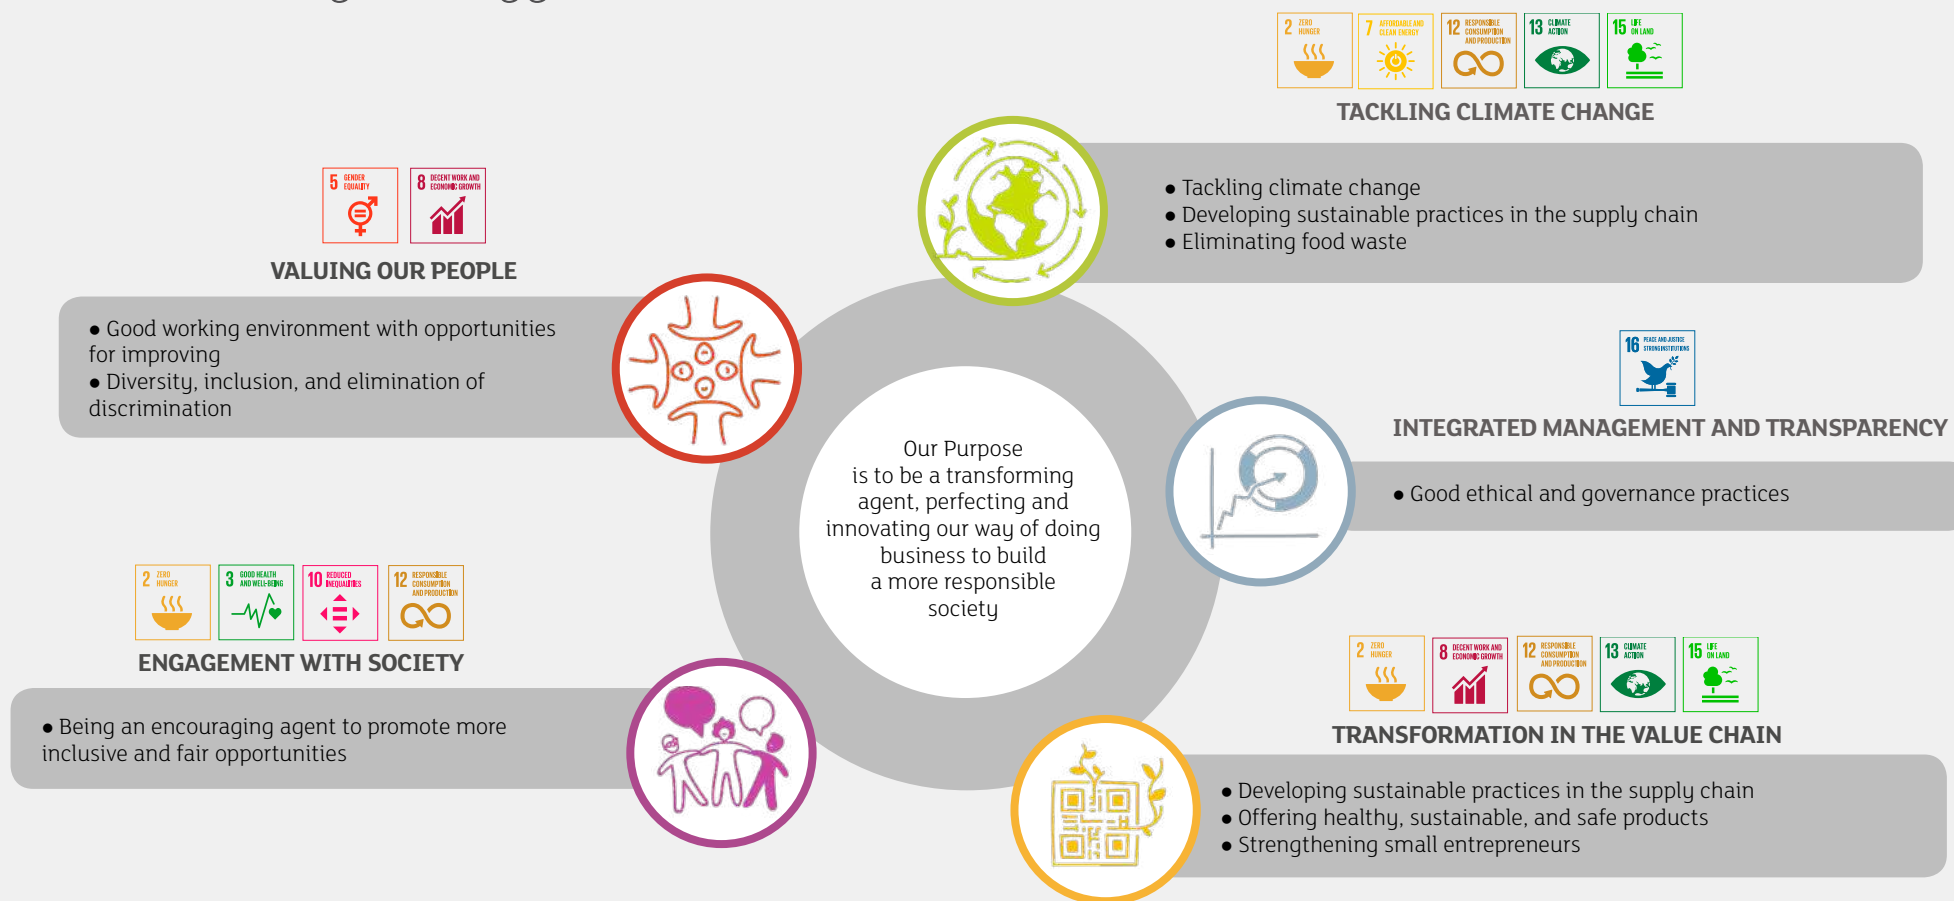 2 ZERO
HUNGER
7 AFFORDABLE AND
CLEAN ENERGY
12 RESPONSIBLE
CONSUMPTION
AND PRODUCTION
13 CLIMATE
ACTION
15 LIFE
ON LAND
TACKLING CLIMATE CHANGE
● Tackling climate change
● Developing sustainable practices in the supply chain
● Eliminating food waste
5 GENDER
EQUALITY
8 DECENT WORK AND
ECONOMIC GROWTH
VALUING OUR PEOPLE
● Good working environment with opportunities
for improving
● Diversity, inclusion, and elimination of
discrimination
16 PEACE AND JUSTICE
STRONG INSTITUTIONS
INTEGRATED MANAGEMENT AND TRANSPARENCY
● Good ethical and governance practices
Our Purpose
is to be a transforming
agent, perfecting and
innovating our way of doing
business to build
a more responsible
society
2 ZERO
HUNGER
3 GOOD HEALTH
AND WELL-BEING
10 REDUCED
INEQUALITIES
12 RESPONSIBLE
CONSUMPTION
AND PRODUCTION
ENGAGEMENT WITH SOCIETY
● Being an encouraging agent to promote more
inclusive and fair opportunities
2 ZERO
HUNGER
8 DECENT WORK AND
ECONOMIC GROWTH
12 RESPONSIBLE
CONSUMPTION
AND PRODUCTION
13 CLIMATE
ACTION
15 LIFE
ON LAND
TRANSFORMATION IN THE VALUE CHAIN
● Developing sustainable practices in the supply chain
● Offering healthy, sustainable, and safe products
● Strengthening small entrepreneurs